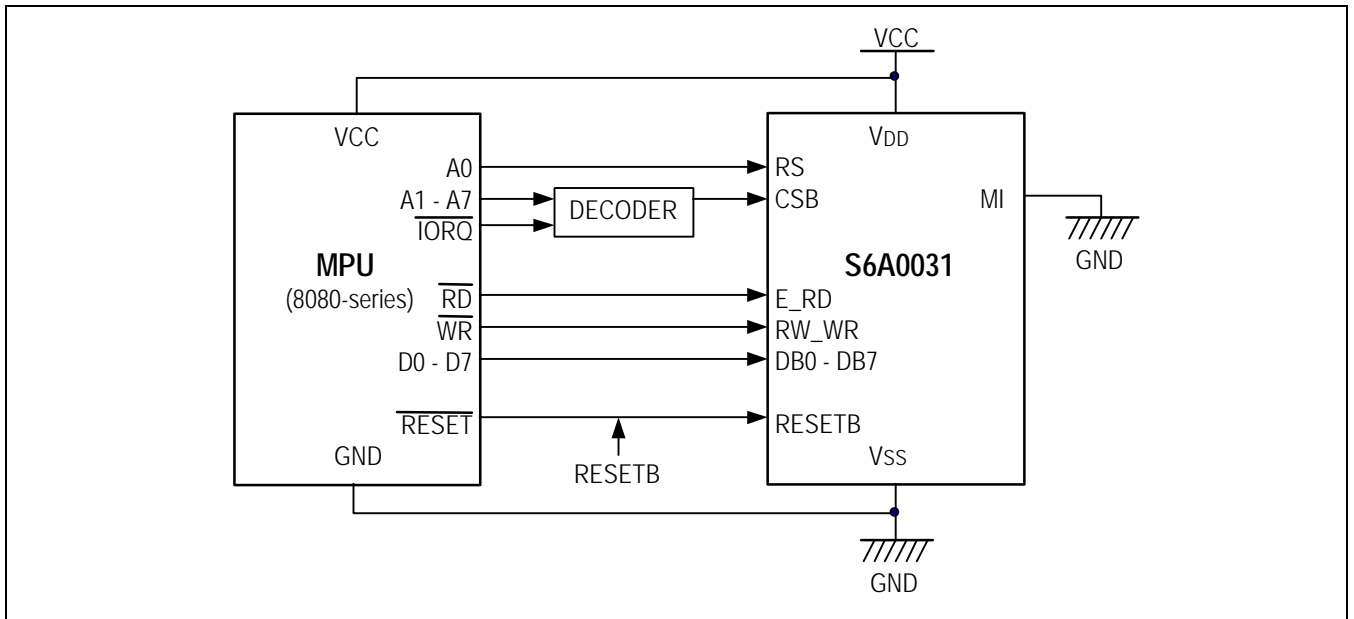 VCC
VCC
A0
A1 - A7
IORQ
MPU
(8080-series)
RD
WR
D0 - D7
RESET
GND
DECODER
RESETB
VDD
RS
CSB
MI
S6A0031
E_RD
RW_WR
DB0 - DB7
RESETB
VSS
GND
GND